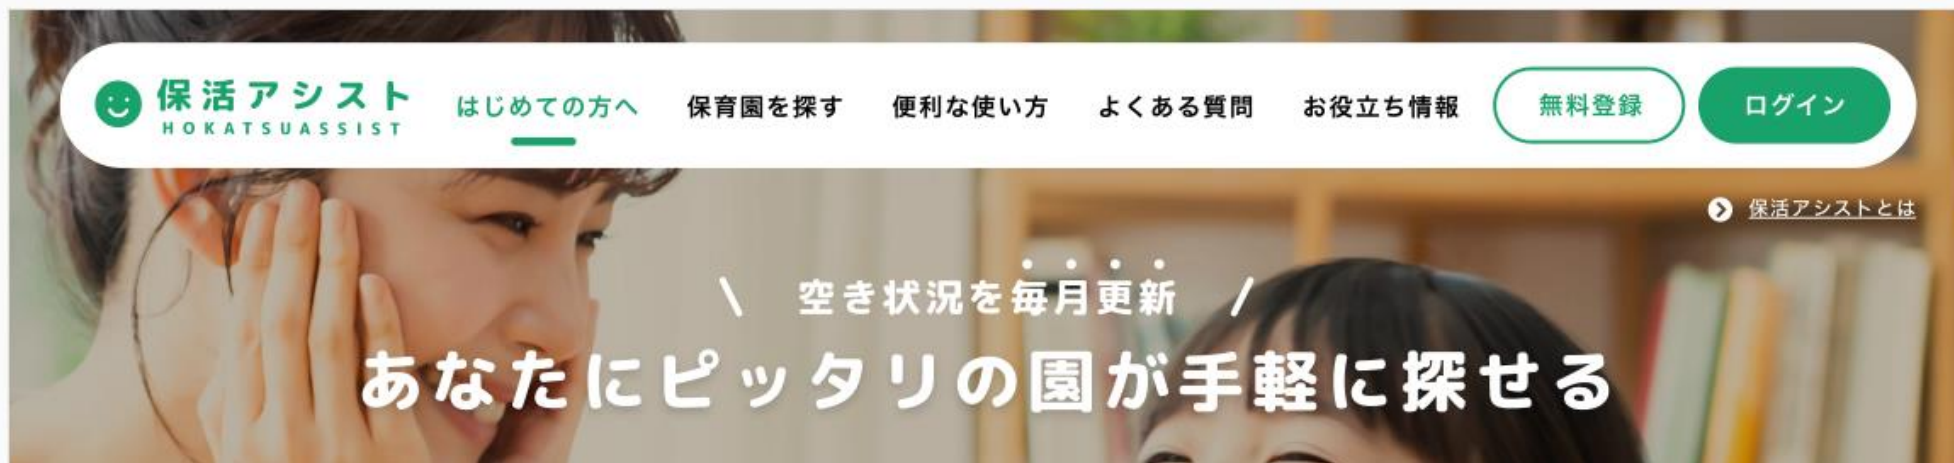 保活アシスト
HOKATSUASSIST
はじめての方へ 保育園を探す 便利な使い方 よくある質問 お役立ち情報 無料登録 ログイン
保活アシストとは
\ 空き状況を毎月更新 /
あなたにピッタリの園が手軽に探せる